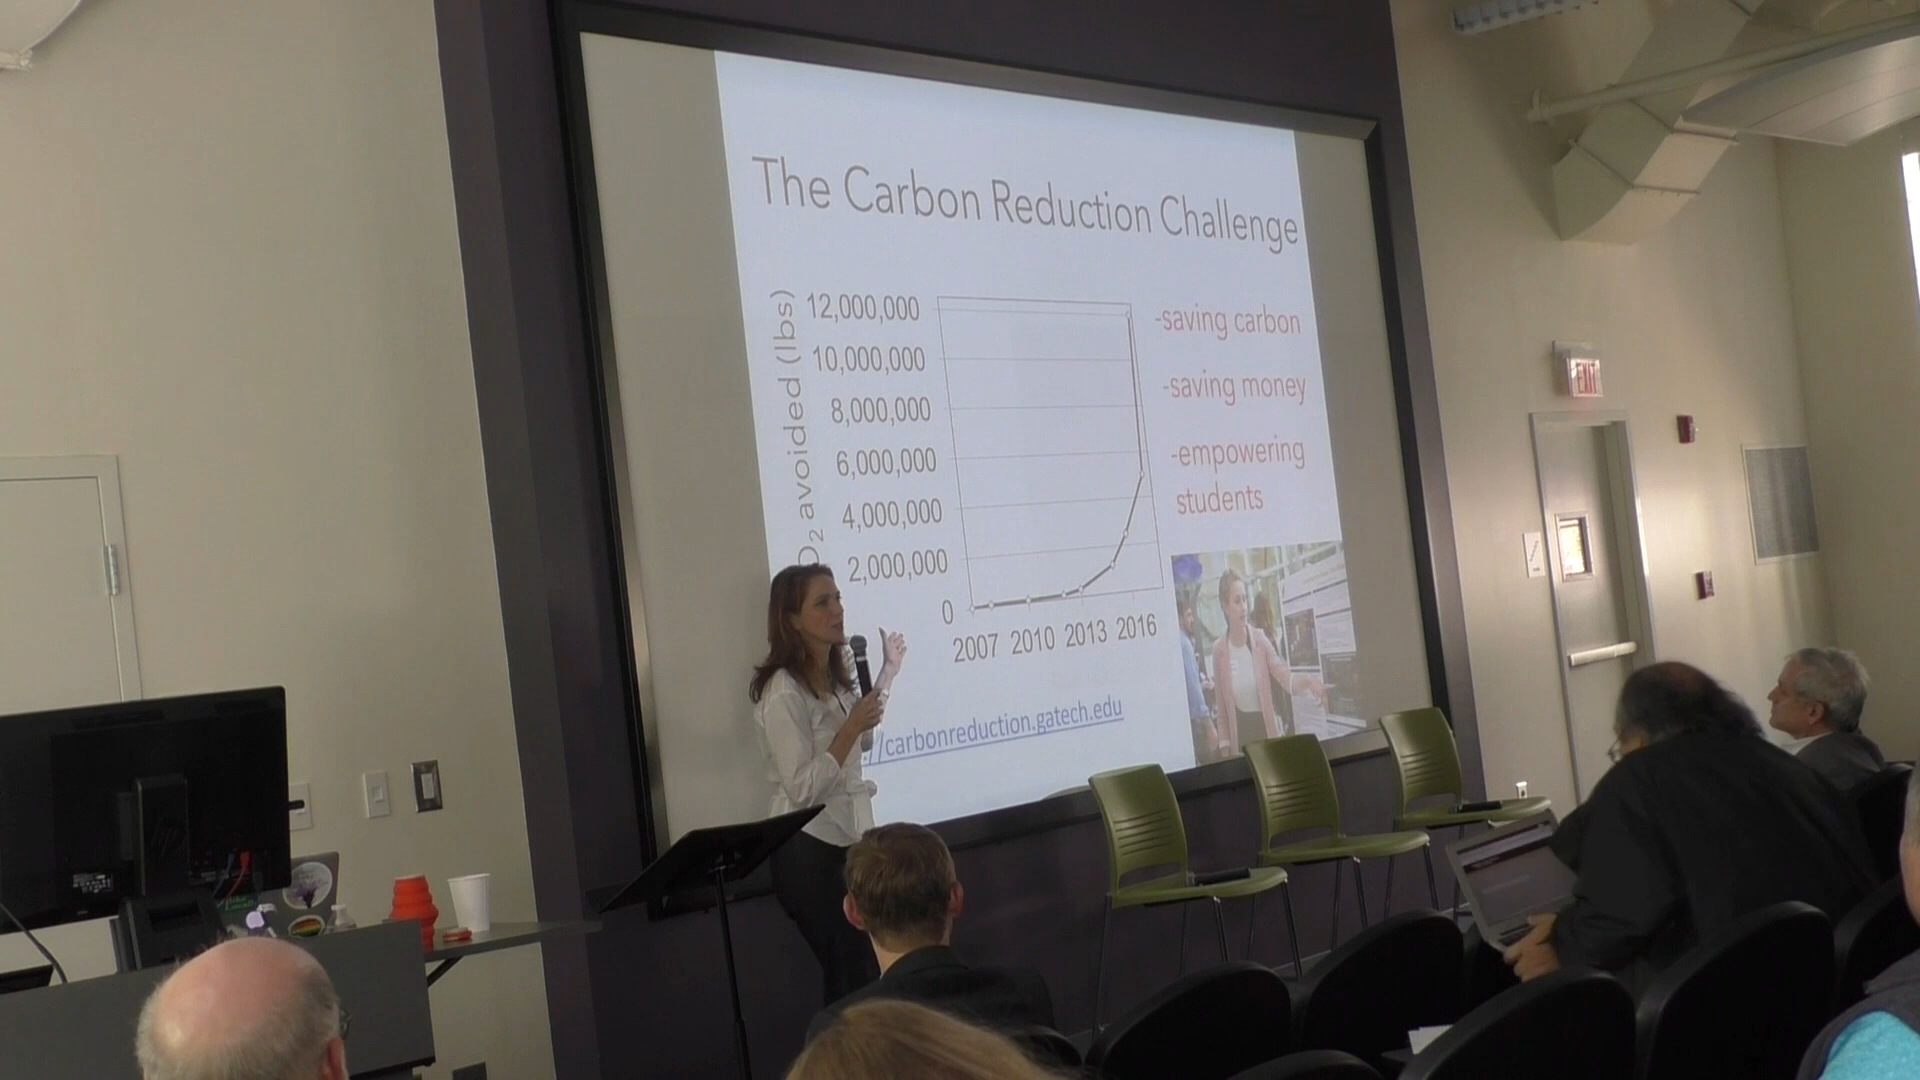 The Carbon Reduction Challenge
12,000,000
10,000,000
8,000,000
6,000,000
4,000,000
2,000,000
0
O₂ avoided (lbs)
2007 2010 2013 2016
-saving carbon
-saving money
-empowering
students
//carbonreduction.gatech.edu
EXIT